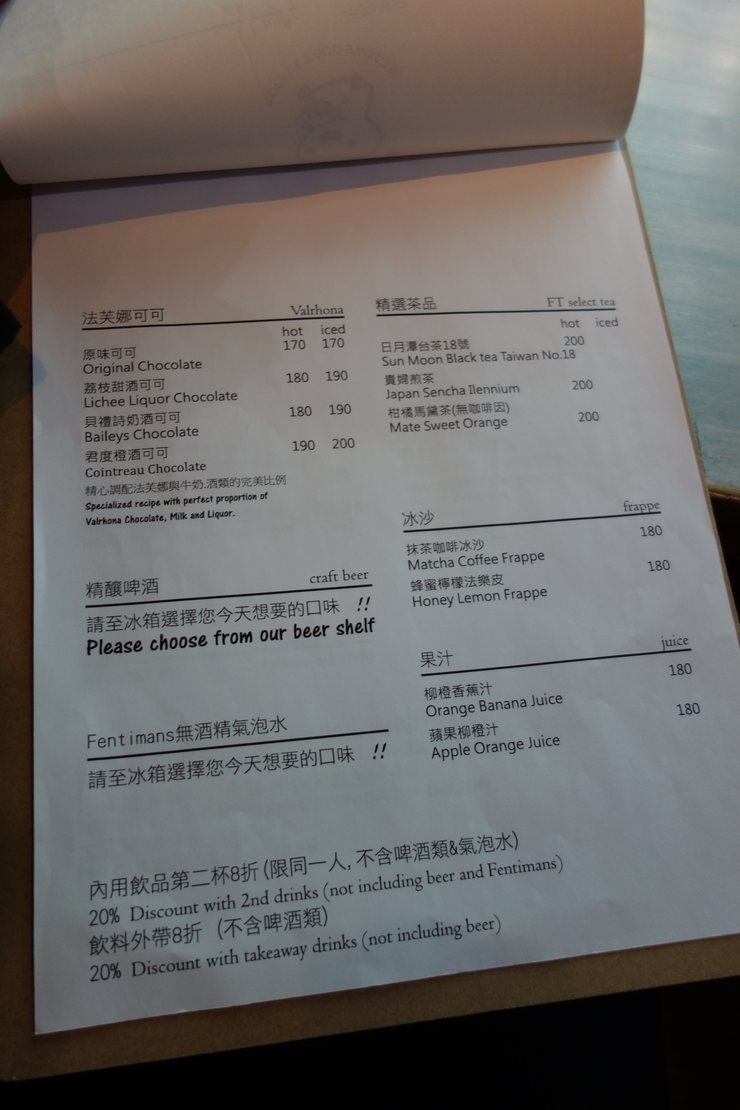 法芙娜可可 Valrhona
hot iced
原味可可 170 170
Original Chocolate
荔枝甜酒可可 180 190
Lichee Liquor Chocolate
貝禮詩奶酒可可 180 190
Baileys Chocolate
君度橙酒可可 190 200
Cointreau Chocolate
精心調配法芙娜與牛奶.酒類的完美比例
Specialized recipe with perfect proportion of
Valrhona Chocolate, Milk and Liquor.
精釀啤酒 craft beer
請至冰箱選擇您今天想要的口味 !!
Please choose from our beer shelf
Fentimans無酒精氣泡水
請至冰箱選擇您今天想要的口味 !!
精選茶品 FT select tea
hot iced
日月潭台茶18號 200
Sun Moon Black tea Taiwan No.18
貴婦煎茶 200
Japan Sencha Ilennium
柑橘馬黛茶(無咖啡因) 200
Mate Sweet Orange
冰沙 frappe
抹茶咖啡冰沙 180
Matcha Coffee Frappe
蜂蜜檸檬法樂皮 180
Honey Lemon Frappe
果汁 juice
柳橙香蕉汁 180
Orange Banana Juice
蘋果柳橙汁 180
Apple Orange Juice
內用飲品第二杯8折 (限同一人, 不含啤酒類&氣泡水)
20% Discount with 2nd drinks (not including beer and Fentimans)
飲料外帶8折 (不含啤酒類)
20% Discount with takeaway drinks (not including beer)